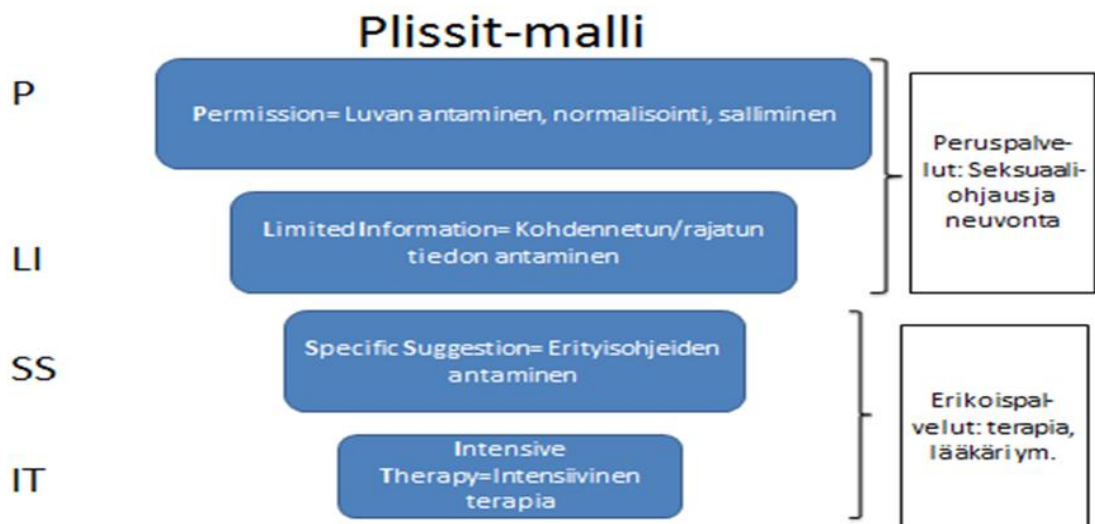 Plissit-malli
P
Permission= Luvan antaminen, normalisointi, salliminen
LI
Limited Information= Kohdennetun/rajatun
tiedon antaminen
Peruspalve-
lut: Seksuaali-
ohjaus ja
neuvonta
SS
Specific Suggestion= Erityisohjeiden
antaminen
IT
Intensive
Therapy=Intensiivinen
terapia
Erikoispal-
velut: terapia,
lääkäri ym.